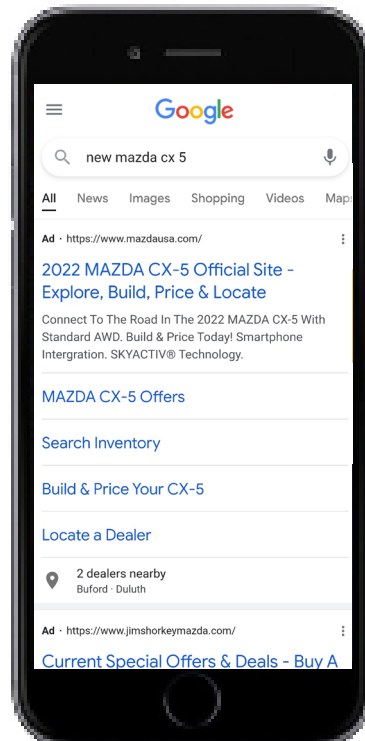 Google
new mazda cx 5
All News Images Shopping Videos Maps
Ad · https://www.mazdausa.com/
2022 MAZDA CX-5 Official Site -
Explore, Build, Price & Locate
Connect To The Road In The 2022 MAZDA CX-5 With
Standard AWD. Build & Price Today! Smartphone
Intergration. SKYACTIV® Technology.
MAZDA CX-5 Offers
Search Inventory
Build & Price Your CX-5
Locate a Dealer
2 dealers nearby
Buford · Duluth
Ad · https://www.jimshorkeymazda.com/
Current Special Offers & Deals - Buy A